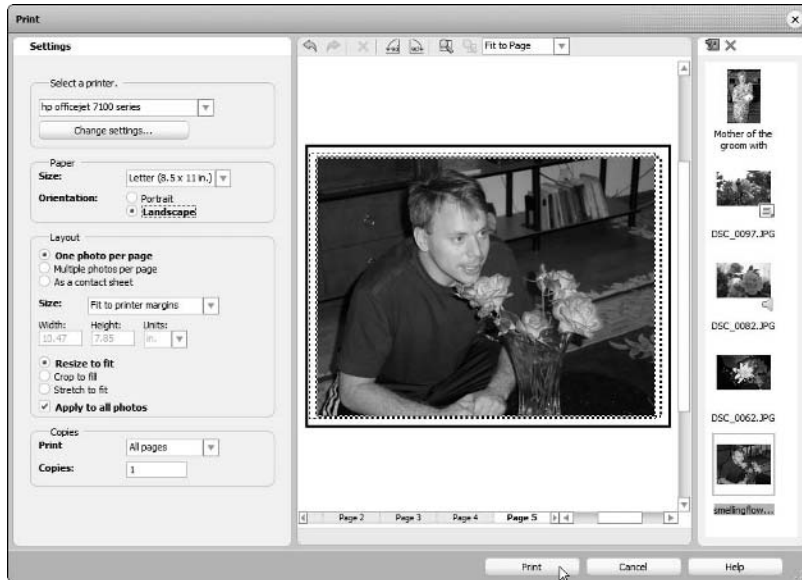 Print
Settings
Select a printer.
hp officejet 7100 series
Change settings...
Paper
Size: Letter (8.5 x 11 in.)
Orientation: Portrait
Landscape
Layout
One photo per page
Multiple photos per page
As a contact sheet
Size: Fit to printer margins
Width: Height: Units:
10.47 7.85 in.
Resize to fit
Crop to fill
Stretch to fit
Apply to all photos
Copies
Print All pages
Copies: 1
Fit to Page
Page 2 Page 3 Page 4 Page 5
Mother of the
groom with
DSC_0097.JPG
DSC_0082.JPG
DSC_0062.JPG
smellingflow...
Print Cancel Help